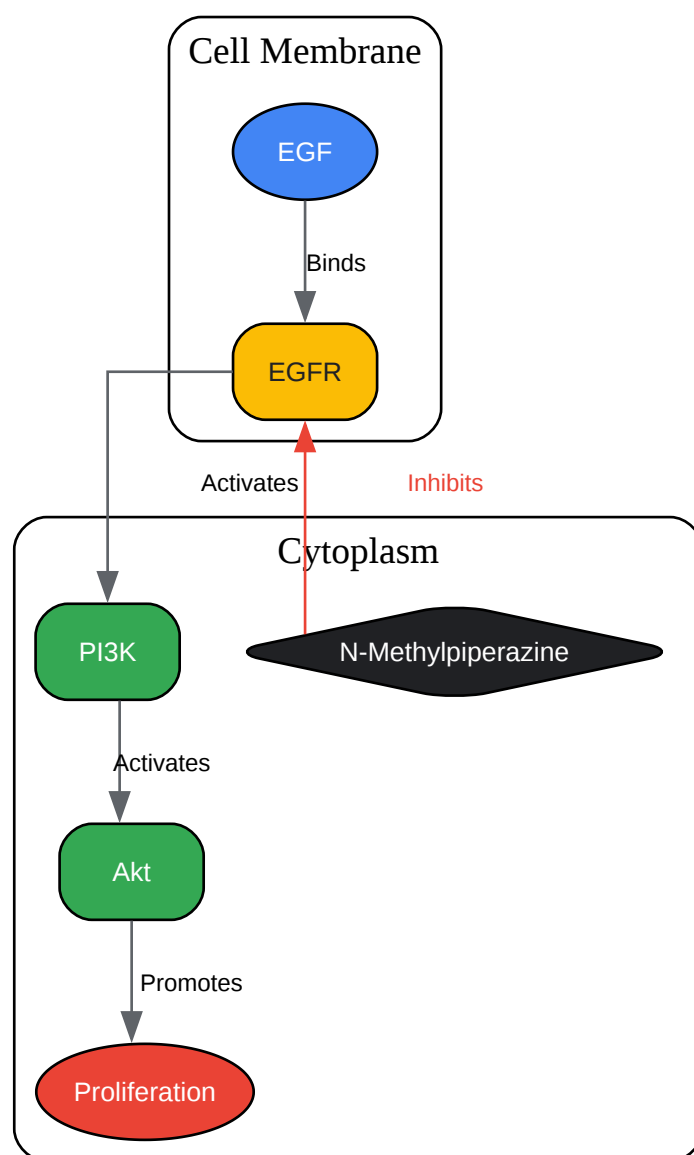 Cell Membrane
EGF
Binds
EGFR
Activates
Inhibits
Cytoplasm
PI3K
N-Methylpiperazine
Activates
Akt
Promotes
Proliferation